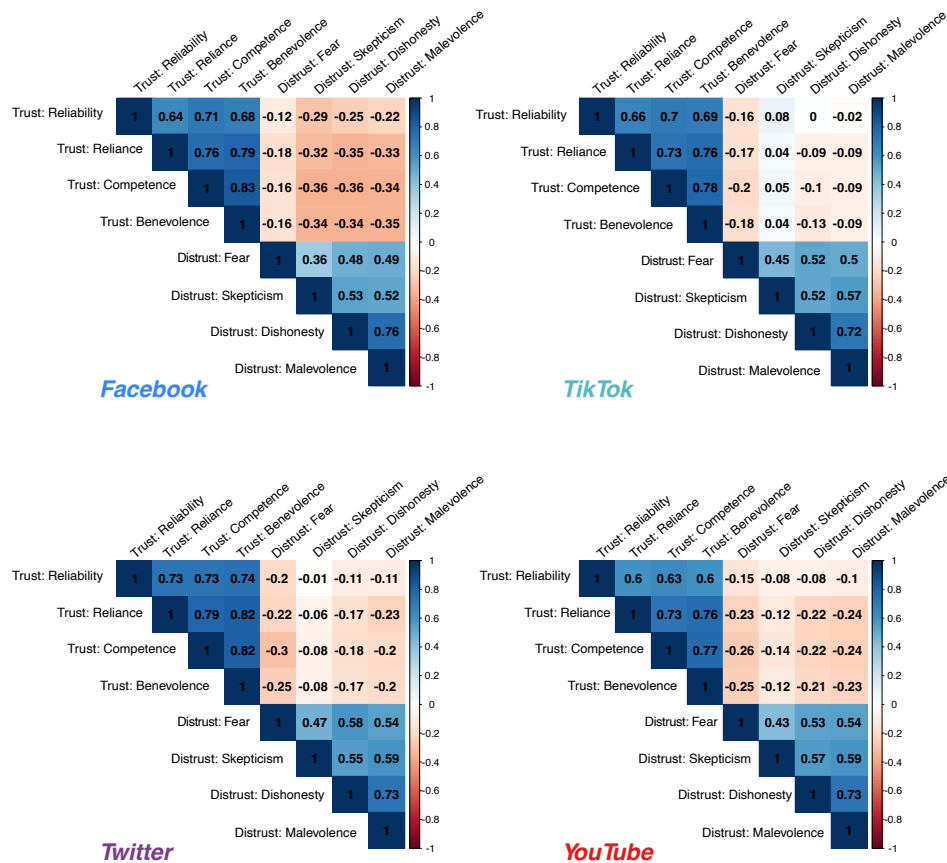 Trust: Reliability
Trust: Reliance
Trust: Competence
Trust: Benevolence
Distrust: Fear
Distrust: Skepticism
Distrust: Dishonesty
Distrust: Malevolence
Trust: Reliability 1 0.64 0.71 0.68 -0.12 -0.29 -0.25 -0.22
Trust: Reliance 1 0.76 0.79 -0.18 -0.32 -0.35 -0.33
Trust: Competence 1 0.83 -0.16 -0.36 -0.36 -0.34
Trust: Benevolence 1 -0.16 -0.34 -0.34 -0.35
Distrust: Fear 1 0.36 0.48 0.49
Distrust: Skepticism 1 0.53 0.52
Distrust: Dishonesty 1 0.76
Distrust: Malevolence 1
1
0.8
0.6
0.4
0.2
0
-0.2
-0.4
-0.6
-0.8
-1
Facebook
Trust: Reliability
Trust: Reliance
Trust: Competence
Trust: Benevolence
Distrust: Fear
Distrust: Skepticism
Distrust: Dishonesty
Distrust: Malevolence
Trust: Reliability 1 0.66 0.7 0.69 -0.16 0.08 0 -0.02
Trust: Reliance 1 0.73 0.76 -0.17 0.04 -0.09 -0.09
Trust: Competence 1 0.78 -0.2 0.05 -0.1 -0.09
Trust: Benevolence 1 -0.18 0.04 -0.13 -0.09
Distrust: Fear 1 0.45 0.52 0.5
Distrust: Skepticism 1 0.52 0.57
Distrust: Dishonesty 1 0.72
Distrust: Malevolence 1
1
0.8
0.6
0.4
0.2
0
-0.2
-0.4
-0.6
-0.8
-1
TikTok
Trust: Reliability
Trust: Reliance
Trust: Competence
Trust: Benevolence
Distrust: Fear
Distrust: Skepticism
Distrust: Dishonesty
Distrust: Malevolence
Trust: Reliability 1 0.73 0.73 0.74 -0.2 -0.01 -0.11 -0.11
Trust: Reliance 1 0.79 0.82 -0.22 -0.06 -0.17 -0.23
Trust: Competence 1 0.82 -0.3 -0.08 -0.18 -0.2
Trust: Benevolence 1 -0.25 -0.08 -0.17 -0.2
Distrust: Fear 1 0.47 0.58 0.54
Distrust: Skepticism 1 0.55 0.59
Distrust: Dishonesty 1 0.73
Distrust: Malevolence 1
1
0.8
0.6
0.4
0.2
0
-0.2
-0.4
-0.6
-0.8
-1
Twitter
Trust: Reliability
Trust: Reliance
Trust: Competence
Trust: Benevolence
Distrust: Fear
Distrust: Skepticism
Distrust: Dishonesty
Distrust: Malevolence
Trust: Reliability 1 0.6 0.63 0.6 -0.15 -0.08 -0.08 -0.1
Trust: Reliance 1 0.73 0.76 -0.23 -0.12 -0.22 -0.24
Trust: Competence 1 0.77 -0.26 -0.14 -0.22 -0.24
Trust: Benevolence 1 -0.25 -0.12 -0.21 -0.23
Distrust: Fear 1 0.43 0.53 0.54
Distrust: Skepticism 1 0.57 0.59
Distrust: Dishonesty 1 0.73
Distrust: Malevolence 1
1
0.8
0.6
0.4
0.2
0
-0.2
-0.4
-0.6
-0.8
-1
YouTube